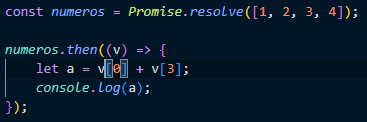 const numeros = Promise.resolve([1, 2, 3, 4]);

numeros.then((v) => {
    let a = v[0] + v[3];
    console.log(a);
});